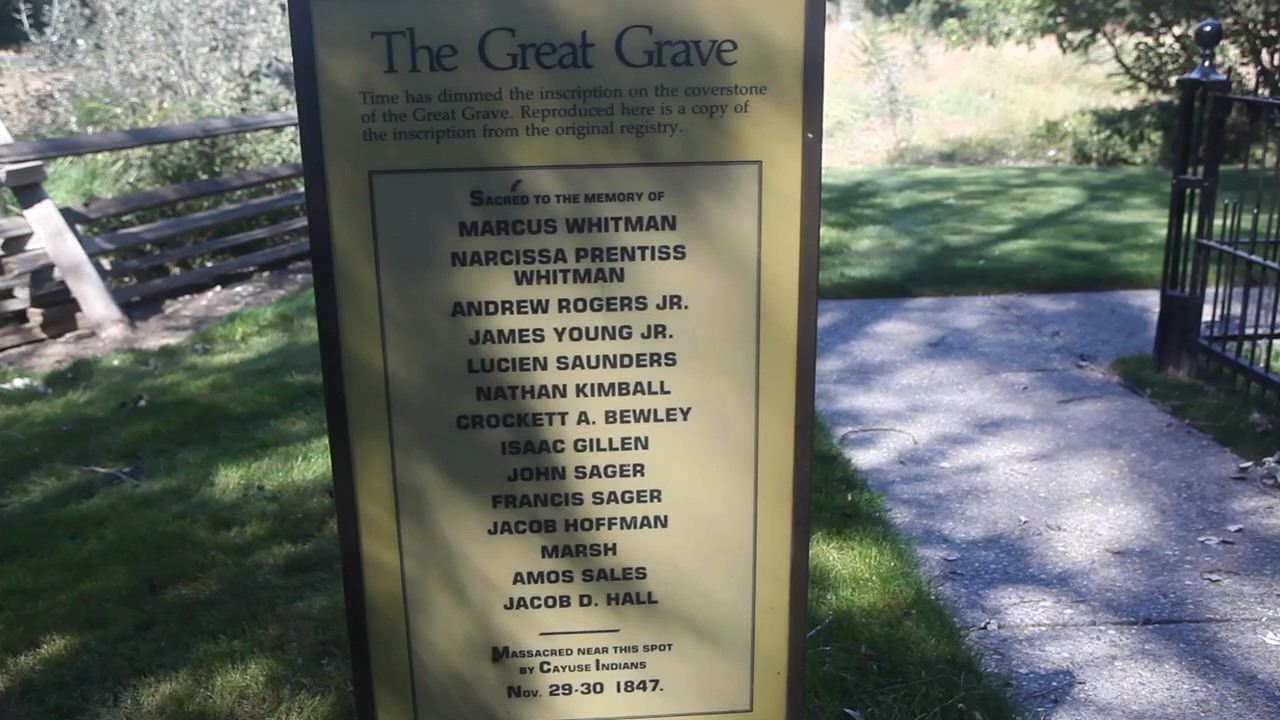 The Great Grave
Time has dimmed the inscription on the coverstone
of the Great Grave. Reproduced here is a copy of
the inscription from the original registry.
SACRED TO THE MEMORY OF
MARCUS WHITMAN
NARCISSA PRENTISS
WHITMAN
ANDREW ROGERS JR.
JAMES YOUNG JR.
LUCIEN SAUNDERS
NATHAN KIMBALL
CROCKETT A. BEWLEY
ISAAC GILLEN
JOHN SAGER
FRANCIS SAGER
JACOB HOFFMAN
MARSH
AMOS SALES
JACOB D. HALL
MASSACRED NEAR THIS SPOT
BY CAYUSE INDIANS
Nov. 29-30 1847.